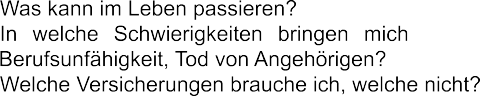 Was kann im Leben passieren?
In welche Schwierigkeiten bringen mich
Berufsunfähigkeit, Tod von Angehörigen?
Welche Versicherungen brauche ich, welche nicht?